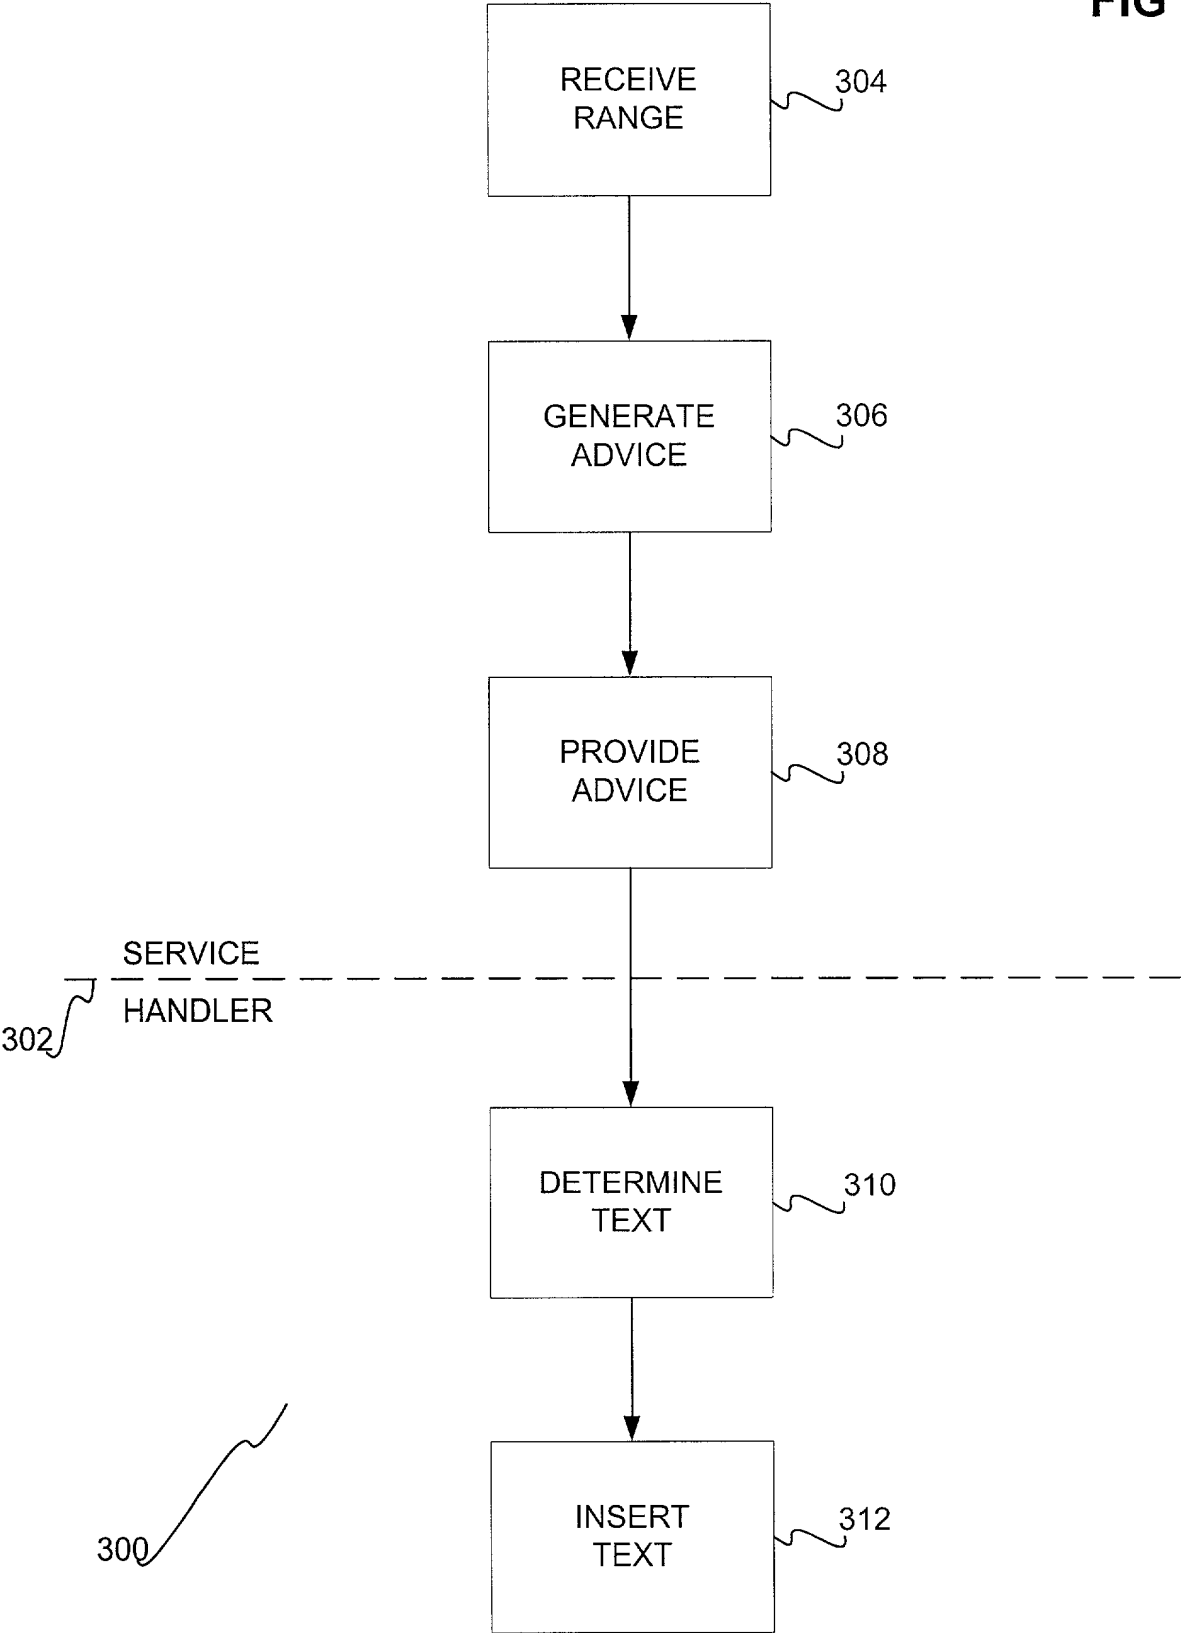 FIG
RECEIVE
RANGE
304
GENERATE
ADVICE
306
PROVIDE
ADVICE
308
SERVICE
HANDLER
302
DETERMINE
TEXT
310
INSERT
TEXT
312
300